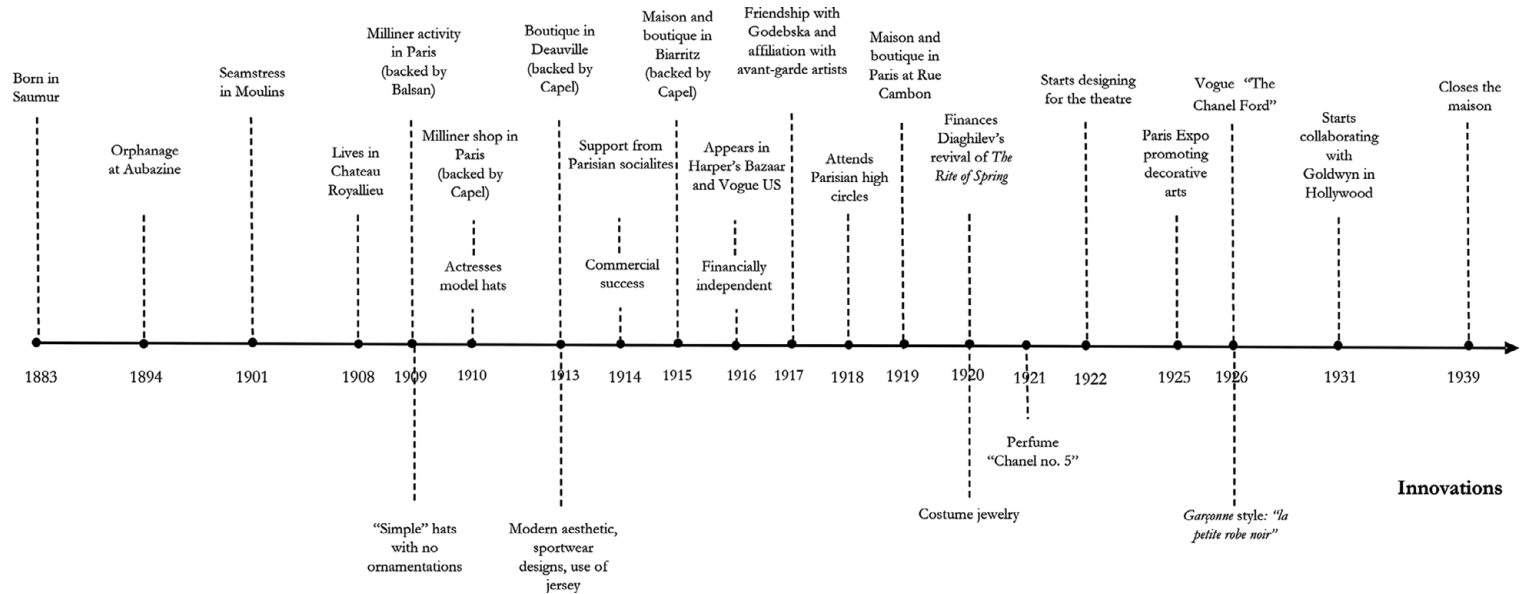 Born in
Saumur
Orphanage
at Aubazine
Seamstress
in Moulins
Lives in
Chateau
Royallieu
Milliner activity
in Paris
(backed by
Balsan)
Milliner shop in
Paris
(backed by
Capel)
Actresses
model hats
Boutique in
Deauville
(backed by
Capel)
Support from
Parisian socialites
Commercial
success
Maison and
boutique in
Biarritz
(backed by
Capel)
Appears in
Harper's Bazaar
and Vogue US
Financially
independent
Friendship with
Godebska and
affiliation with
avant-garde artists
Attends
Parisian high
circles
Maison and
boutique in
Paris at Rue
Cambon
Finances
Diaghilev's
revival of The
Rite of Spring
Starts designing
for the theatre
Paris Expo
promoting
decorative
arts
Vogue “The
Chanel Ford”
Starts
collaborating
with
Goldwyn in
Hollywood
Closes the
maison
1883 1894 1901 1908 1909 1910 1913 1914 1915 1916 1917 1918 1919 1920 1921 1922 1925 1926 1931 1939
“Simple” hats
with no
ornamentations
Modern aesthetic,
sportwear
designs, use of
jersey
Costume jewelry
Perfume
“Chanel no. 5”
Garçonne style: “la
petite robe noir”
Innovations